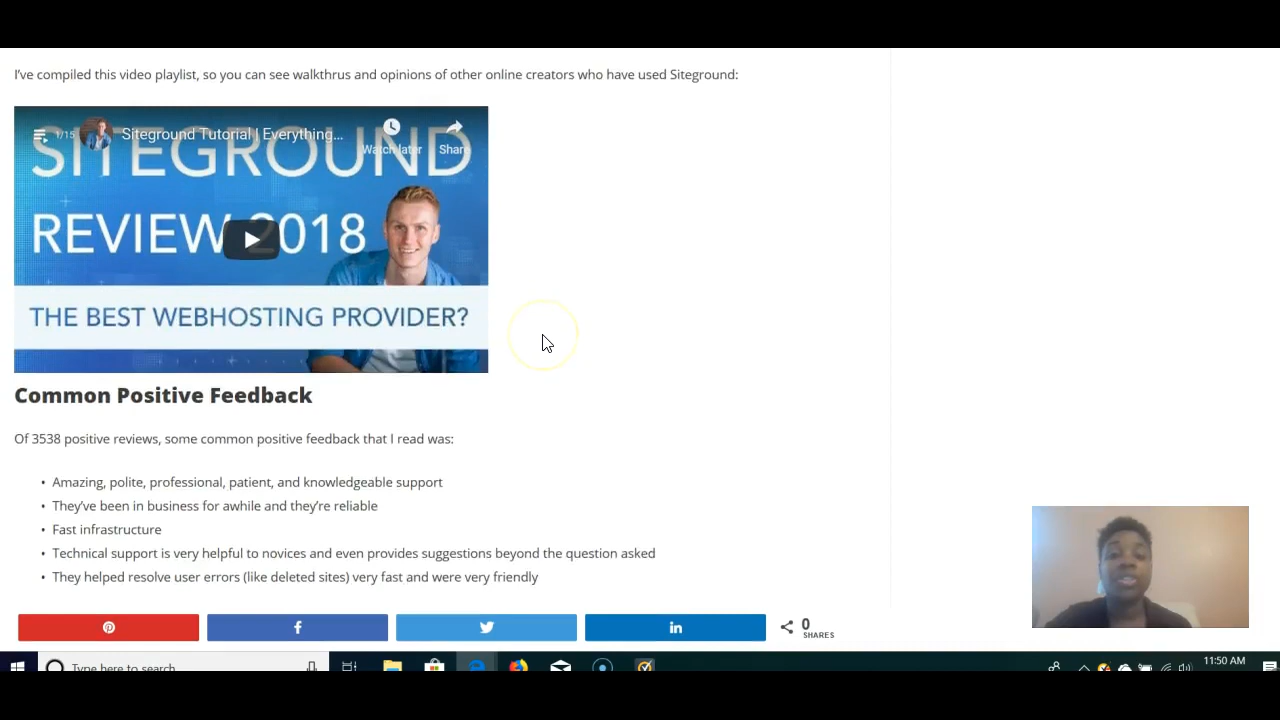 I've compiled this video playlist, so you can see walkthrus and opinions of other online creators who have used Siteground:
1/15 Siteground Tutorial | Everything...
Watch later Share
SITEGROUND
REVIEW 2018
THE BEST WEBHOSTING PROVIDER?
Common Positive Feedback
Of 3538 positive reviews, some common positive feedback that I read was:
• Amazing, polite, professional, patient, and knowledgeable support
• They've been in business for awhile and they're reliable
• Fast infrastructure
• Technical support is very helpful to novices and even provides suggestions beyond the question asked
• They helped resolve user errors (like deleted sites) very fast and were very friendly
0
SHARES
Type here to search
11:50 AM